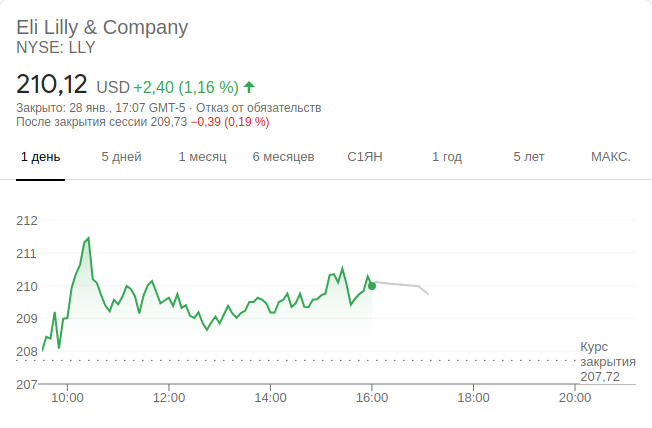 Eli Lilly & Company
NYSE: LLY
210,12 USD +2,40 (1,16 %)
Закрыто: 28 янв., 17:07 GMT-5 · Отказ от обязательств
После закрытия сессии 209,73 −0,39 (0,19 %)
1 день 5 дней 1 месяц 6 месяцев С1ЯН 1 год 5 лет МАКС.
212
211
210
209
208
207
Курс
закрытия
207,72
10:00 12:00 14:00 16:00 18:00 20:00